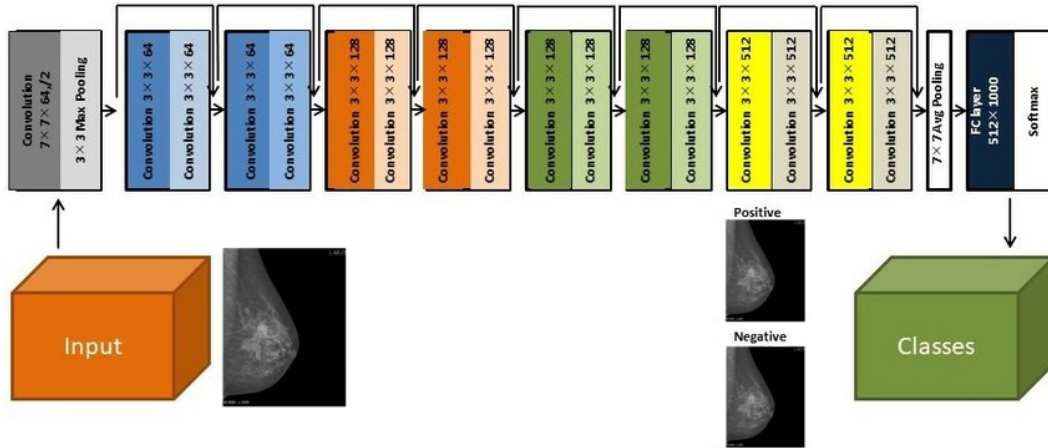 Convolution
7×7×64,/2
3×3 Max Pooling
Convolution 3×3×64
Convolution 3×3×64
Convolution 3×3×64
Convolution 3×3×64
Convolution 3×3×128
Convolution 3×3×128
Convolution 3×3×128
Convolution 3×3×128
Convolution 3×3×128
Convolution 3×3×128
Convolution 3×3×128
Convolution 3×3×128
Convolution 3×3×512
Convolution 3×3×512
Convolution 3×3×512
Convolution 3×3×512
7×7 Avg Pooling
FC layer
512×1000
Softmax
Input
Positive
Negative
Classes